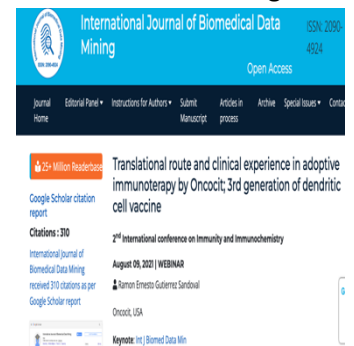 International Journal of Biomedical Data
Mining
ISSN: 2090-
4924
Open Access
Journal
Home
Editorial Panel ▾
Instructions for Authors ▾
Submit
Manuscript
Articles in
process
Archive
Special Issues ▾
Contac
25+ Million Readerbase
Google Scholar citation
report
Citations : 310
International Journal of
Biomedical Data Mining
received 310 citations as per
Google Scholar report
Translational route and clinical experience in adoptive
immunotherapy by Oncocit; 3rd generation of dendritic
cell vaccine
2nd International conference on Immunity and Immunochemistry
August 09, 2021 | WEBINAR
Ramon Ernesto Gutierrez Sandoval
Oncocit, USA
Keynote: Int J Biomed Data Min